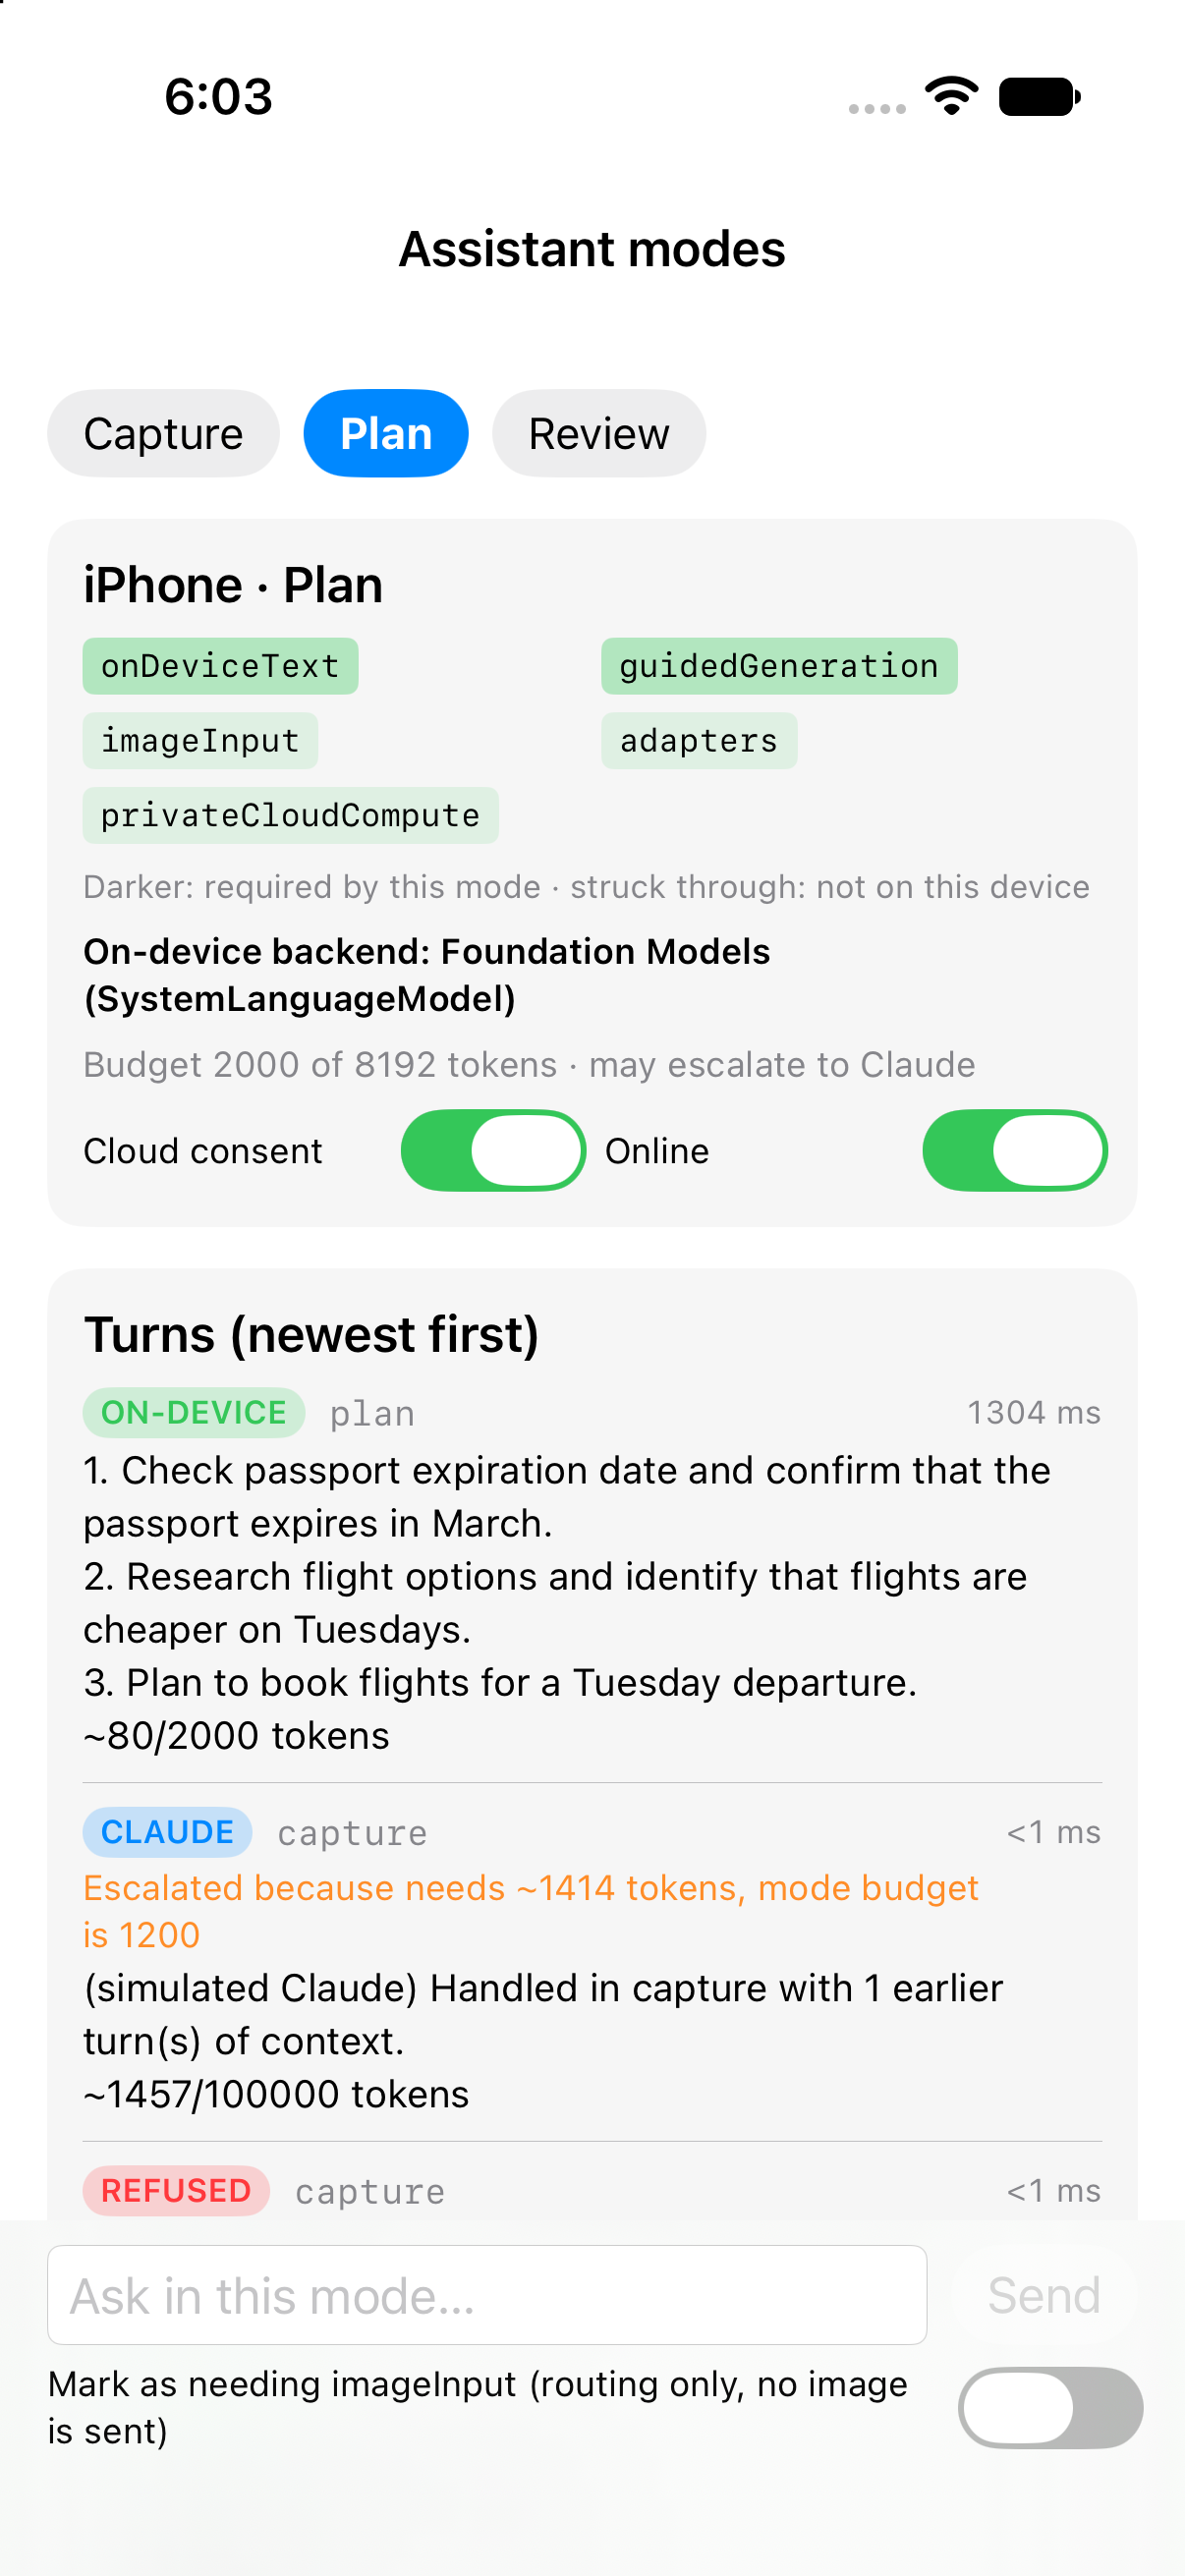 6:03
Assistant modes
Capture Plan Review
iPhone · Plan
onDeviceText guidedGeneration
imageInput adapters
privateCloudCompute
Darker: required by this mode · struck through: not on this device
On-device backend: Foundation Models
(SystemLanguageModel)
Budget 2000 of 8192 tokens · may escalate to Claude
Cloud consent Online
Turns (newest first)
ON-DEVICE plan 1304 ms
1. Check passport expiration date and confirm that the
passport expires in March.
2. Research flight options and identify that flights are
cheaper on Tuesdays.
3. Plan to book flights for a Tuesday departure.
~80/2000 tokens
CLAUDE capture <1 ms
Escalated because needs ~1414 tokens, mode budget
is 1200
(simulated Claude) Handled in capture with 1 earlier
turn(s) of context.
~1457/100000 tokens
REFUSED capture <1 ms
Ask in this mode... Send
Mark as needing imageInput (routing only, no image
is sent)